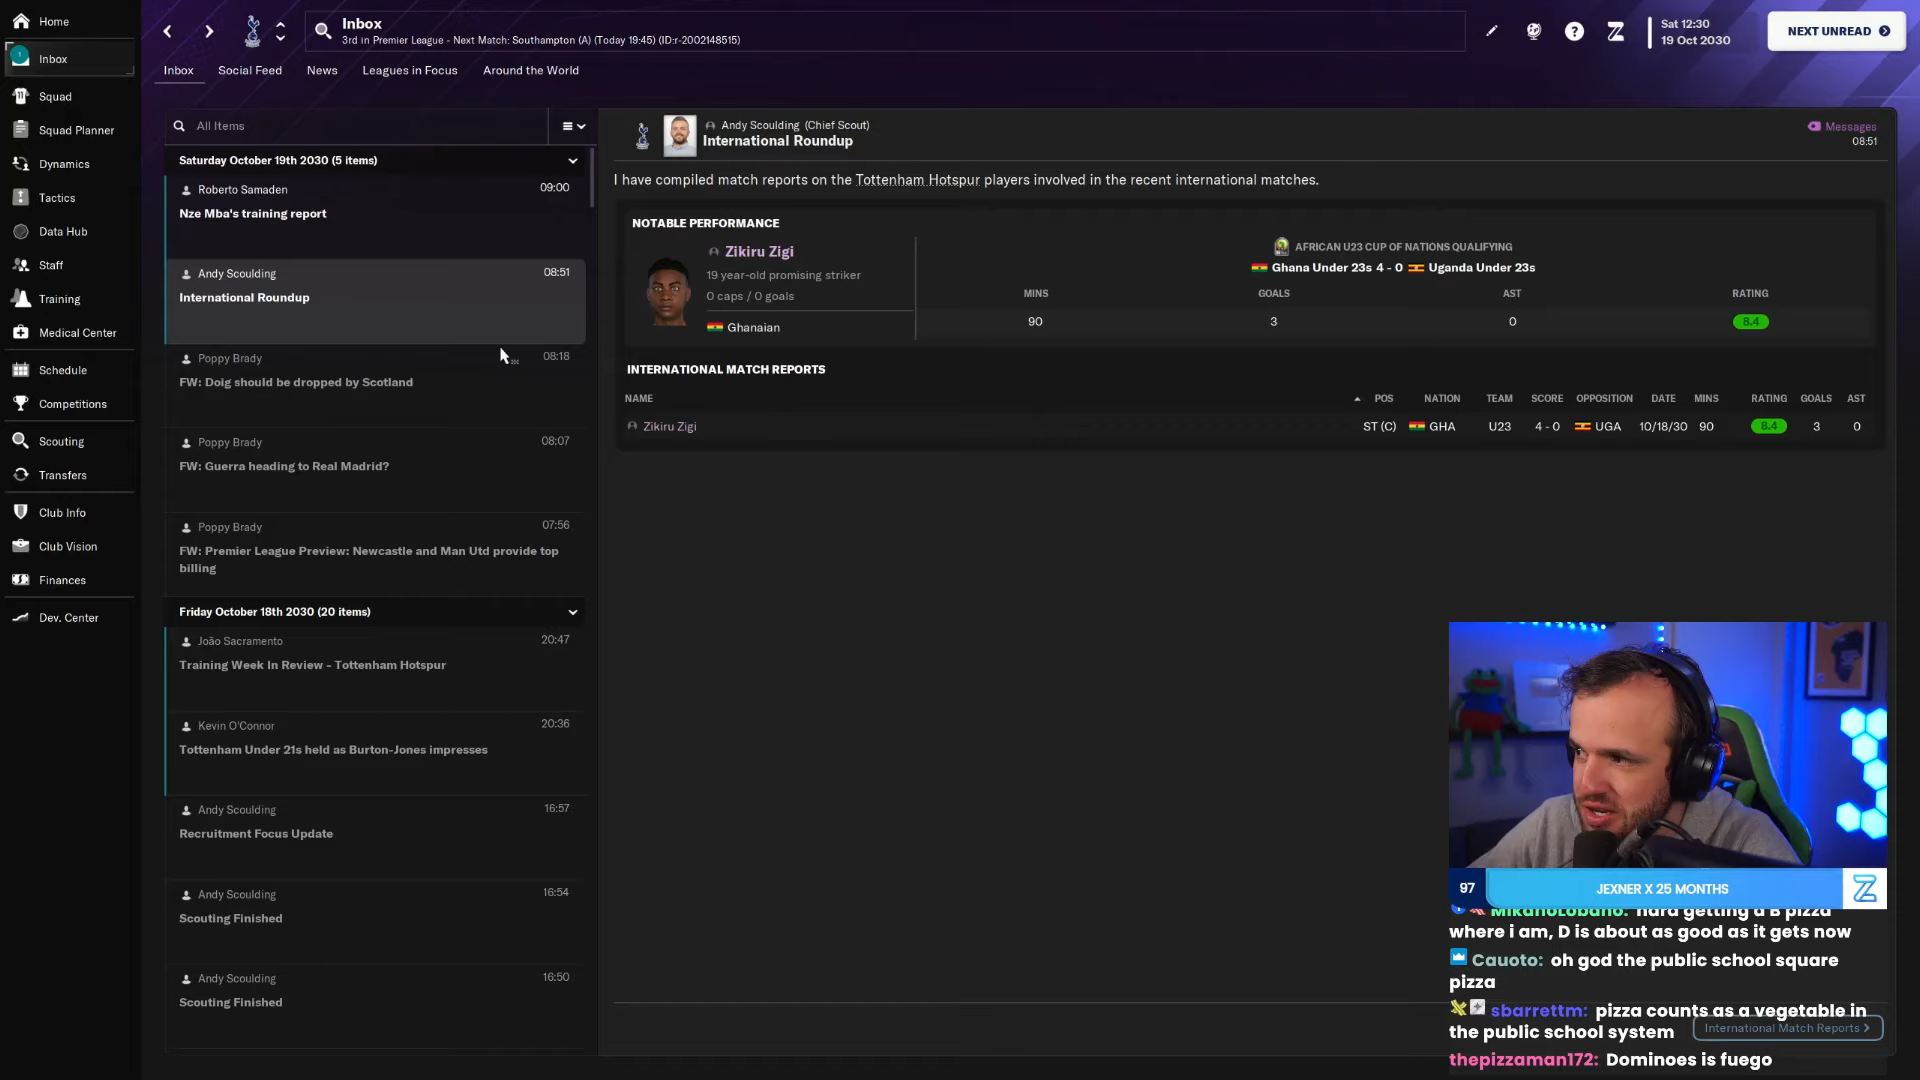 Home
Inbox
3rd in Premier League - Next Match: Southampton (A) (Today 19:45) (ID:r-2002148515)
Sat 12:30
19 Oct 2030
NEXT UNREAD
1
Inbox
Squad
Squad Planner
Dynamics
Tactics
Data Hub
Staff
Training
Medical Center
Schedule
Competitions
Scouting
Transfers
Club Info
Club Vision
Finances
Dev. Center
Inbox Social Feed News Leagues in Focus Around the World
All Items
Saturday October 19th 2030 (5 items)
Roberto Samaden 09:00
Nze Mba's training report
Andy Scoulding 08:51
International Roundup
Poppy Brady 08:18
FW: Doig should be dropped by Scotland
Poppy Brady 08:07
FW: Guerra heading to Real Madrid?
Poppy Brady 07:56
FW: Premier League Preview: Newcastle and Man Utd provide top
billing
Friday October 18th 2030 (20 items)
João Sacramento 20:47
Training Week In Review - Tottenham Hotspur
Kevin O'Connor 20:36
Tottenham Under 21s held as Burton-Jones impresses
Andy Scoulding 16:57
Recruitment Focus Update
Andy Scoulding 16:54
Scouting Finished
Andy Scoulding 16:50
Scouting Finished
Andy Scoulding (Chief Scout)
International Roundup
Messages
08:51
I have compiled match reports on the Tottenham Hotspur players involved in the recent international matches.
NOTABLE PERFORMANCE
Zikiru Zigi
19 year-old promising striker
0 caps / 0 goals
Ghanaian
AFRICAN U23 CUP OF NATIONS QUALIFYING
Ghana Under 23s 4 - 0 Uganda Under 23s
MINS GOALS AST RATING
90 3 0 8.4
INTERNATIONAL MATCH REPORTS
NAME POS NATION TEAM SCORE OPPOSITION DATE MINS RATING GOALS AST
Zikiru Zigi ST (C) GHA U23 4 - 0 UGA 10/18/30 90 8.4 3 0
97 JEXNER X 25 MONTHS
MikanoLobano: hard getting a B pizza
where i am, D is about as good as it gets now
Cauoto: oh god the public school square
pizza
sbarrettm: pizza counts as a vegetable in
the public school system
International Match Reports >
thepizzaman172: Dominoes is fuego